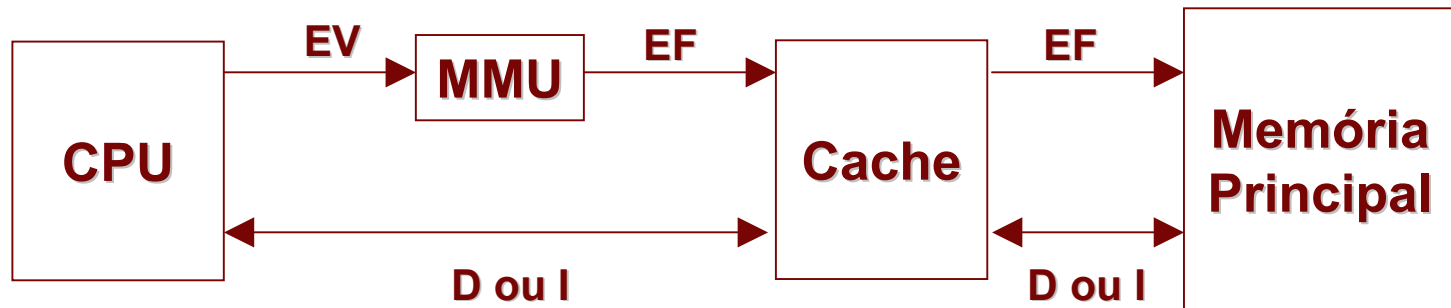 EV
EF
EF
CPU
MMU
Cache
Memória
Principal
D ou I
D ou I